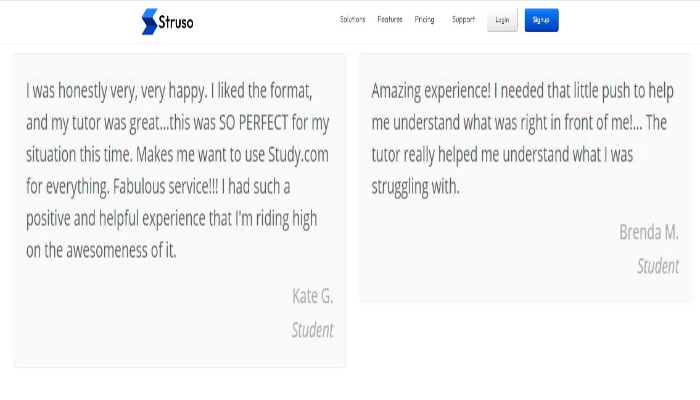 Struso
Solutions Features Pricing Support Login Signup
I was honestly very, very happy. I liked the format,
and my tutor was great...this was SO PERFECT for my
situation this time. Makes me want to use Study.com
for everything. Fabulous service!!! I had such a
positive and helpful experience that I'm riding high
on the awesomeness of it.
Kate G.
Student
Amazing experience! I needed that little push to help
me understand what was right in front of me!... The
tutor really helped me understand what I was
struggling with.
Brenda M.
Student